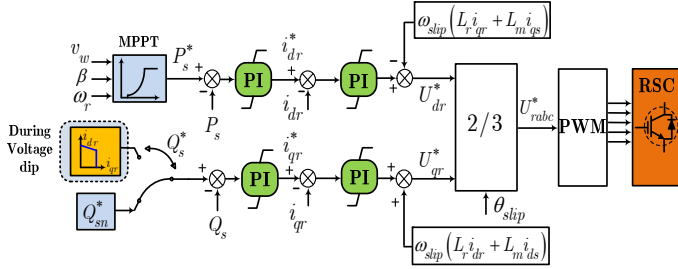 MPPT
v_w
β
ω_r
P_s^*
+
-
P_s
PI
i_dr^*
+
-
i_dr
PI
-
+
ω_slip(L_r i_qr + L_m i_qs)
U_dr^*
2/3
U_rabc^*
PWM
RSC
During
Voltage
dip
i_dr
i_qr
Q_s^*
Q_sn^*
+
-
Q_s
PI
i_qr^*
+
-
i_qr
PI
+
+
U_qr^*
θ_slip
ω_slip(L_r i_dr + L_m i_ds)